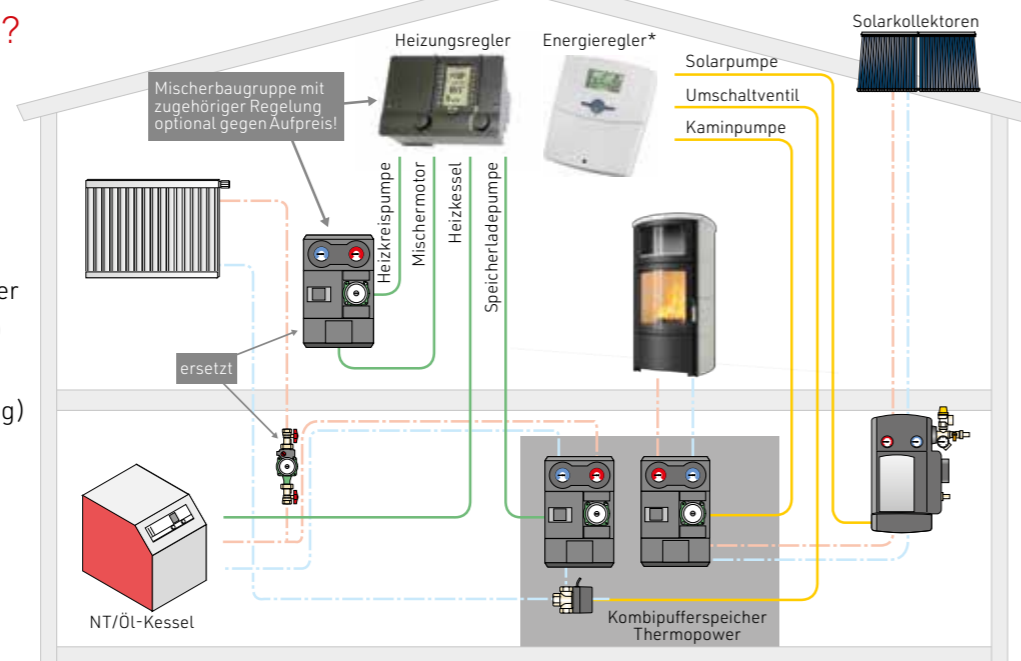 ?
Solarkollektoren
Heizungsregler
Energieregler*
Solarpumpe
Umschaltventil
Kaminpumpe
Mischerbaugruppe mit
zugehöriger Regelung
optional gegen Aufpreis!
Heizkreispumpe
Mischermotor
Heizkessel
Speicherladepumpe
er
ersetzt
g)
NT/Öl-Kessel
Kombipufferspeicher
Thermopower